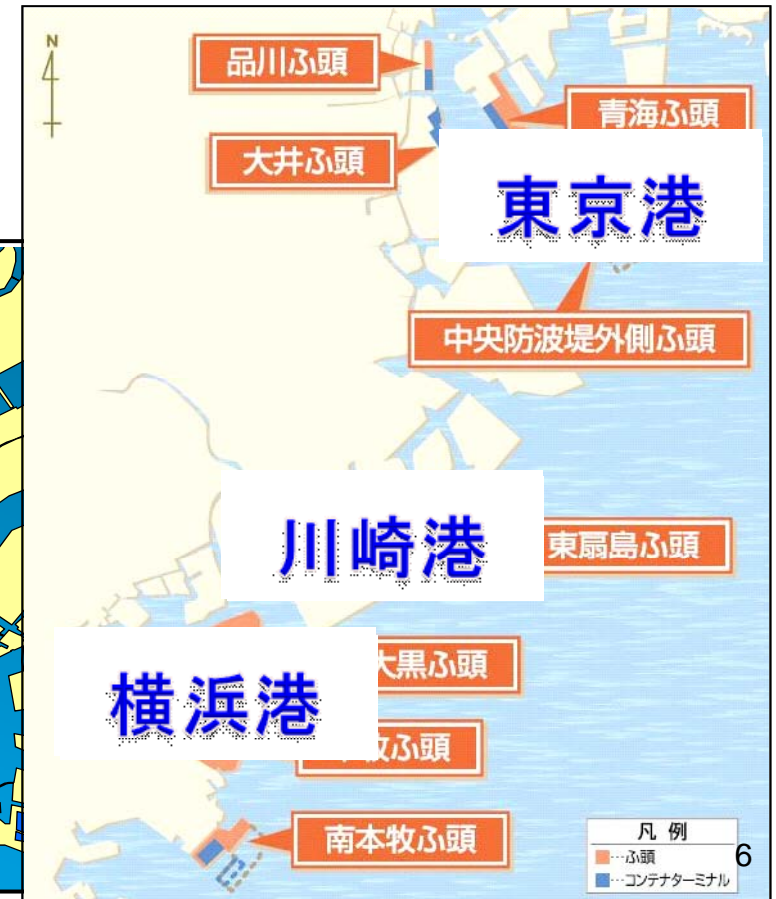 N
品川ふ頭
青海ふ頭
大井ふ頭
東京港
中央防波堤外側ふ頭
川崎港
東扇島ふ頭
大黒ふ頭
横浜港
ふ頭
南本牧ふ頭
凡例
…ふ頭
…コンテナターミナル
6